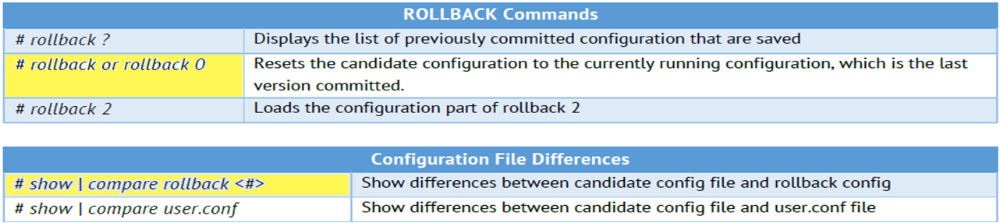 ROLLBACK Commands
# rollback ?
Displays the list of previously committed configuration that are saved
# rollback or rollback 0
Resets the candidate configuration to the currently running configuration, which is the last
version committed.
# rollback 2
Loads the configuration part of rollback 2
Configuration File Differences
# show | compare rollback <#>
Show differences between candidate config file and rollback config
# show | compare user.conf
Show differences between candidate config file and user.conf file